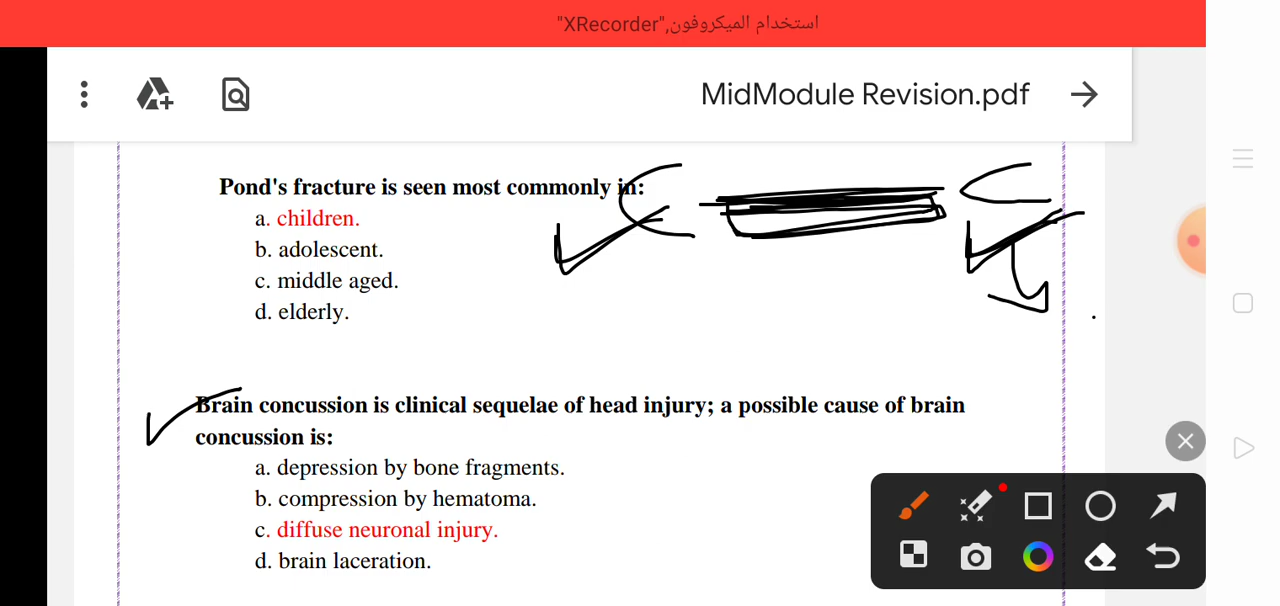 استخدام الميكروفون,"XRecorder"
MidModule Revision.pdf
Pond's fracture is seen most commonly in:
a. children.
b. adolescent.
c. middle aged.
d. elderly.
Brain concussion is clinical sequelae of head injury; a possible cause of brain
concussion is:
a. depression by bone fragments.
b. compression by hematoma.
c. diffuse neuronal injury.
d. brain laceration.